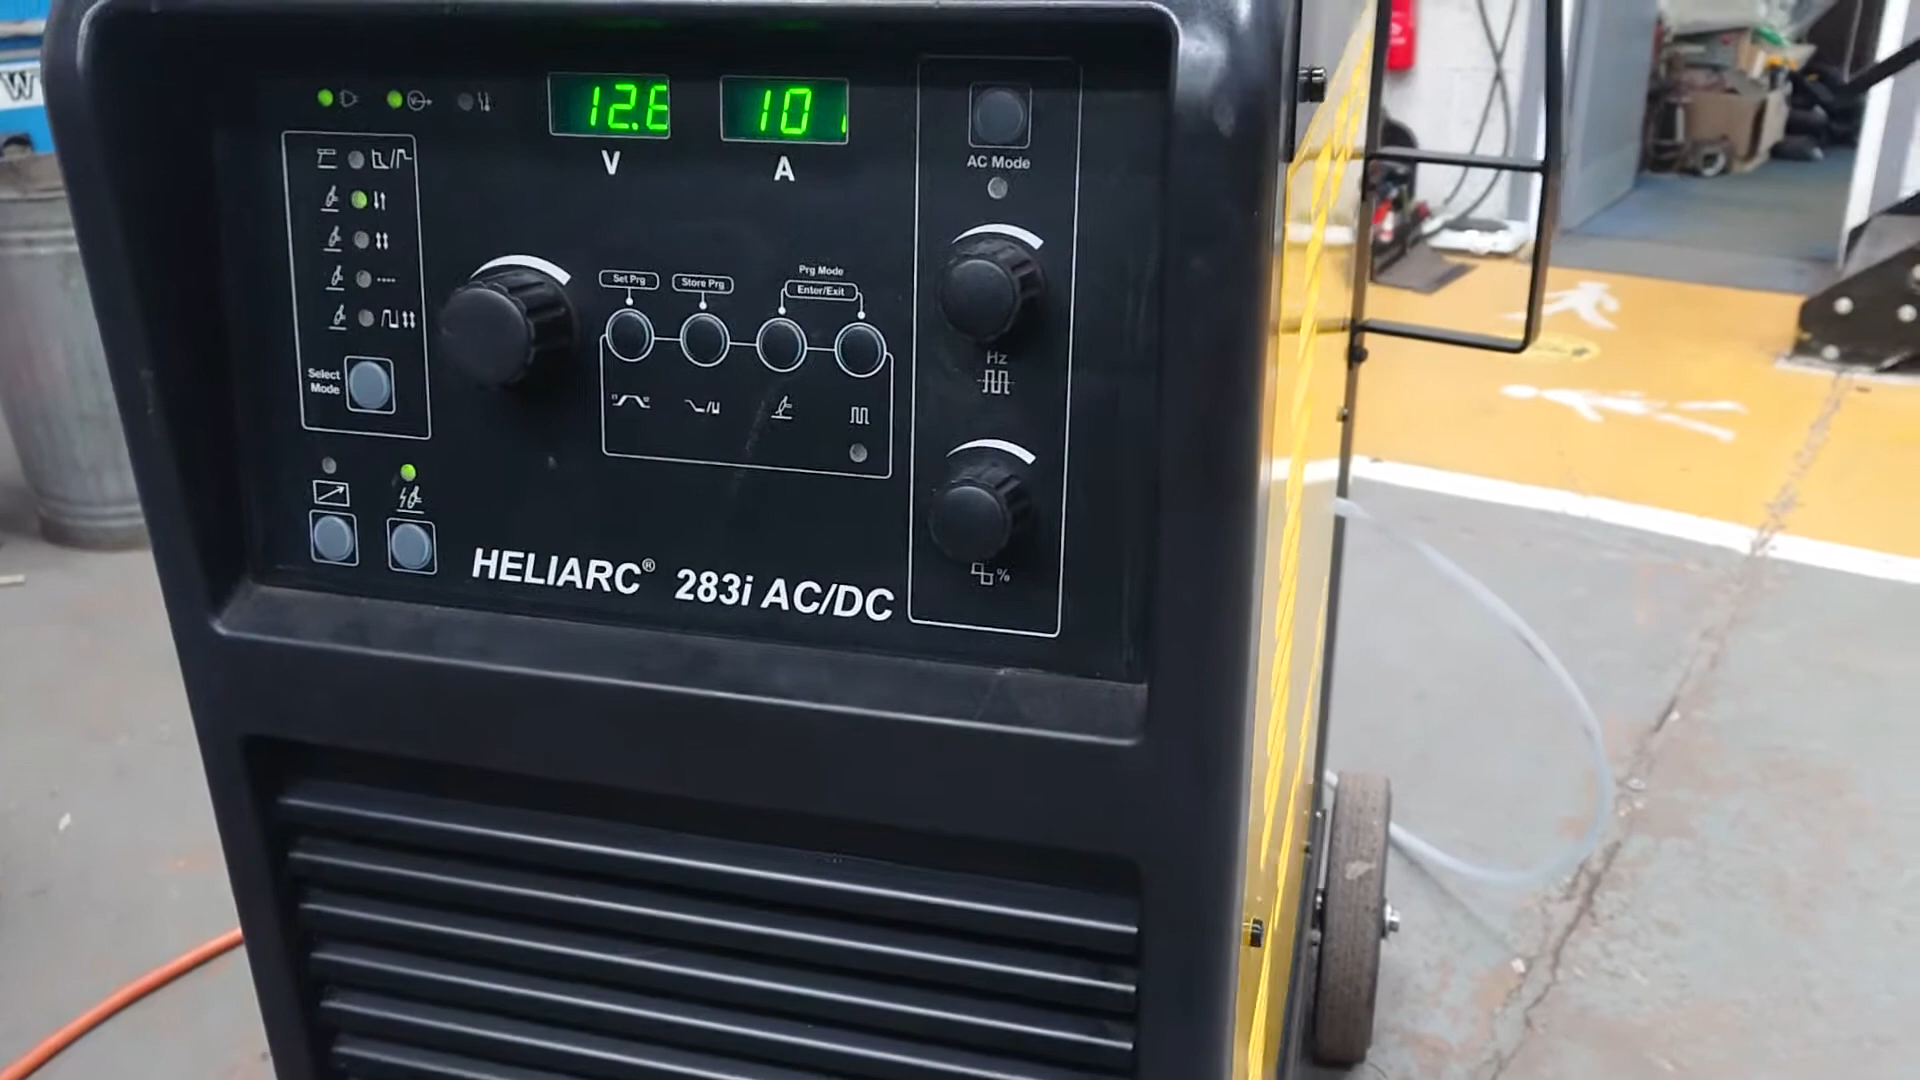 W
12.6
10
V
A
AC Mode
Set Prg
Store Prg
Prg Mode
Enter/Exit
Hz
Select
Mode
%
HELIARC® 283i AC/DC